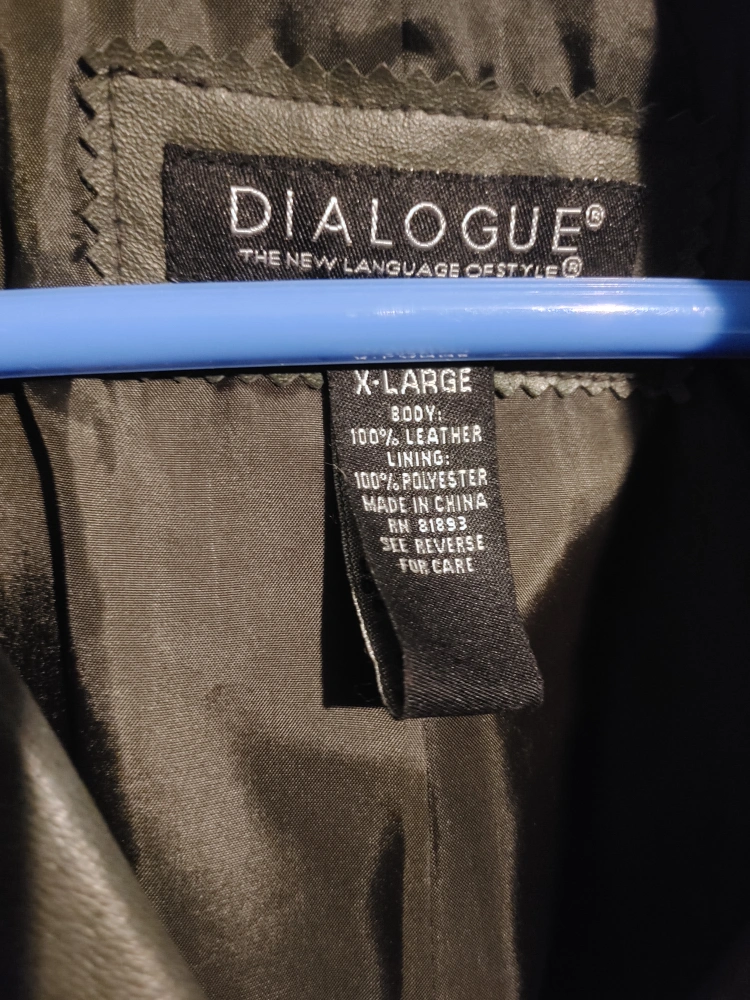 DIALOGUE®
THE NEW LANGUAGE OF STYLE®
X-LARGE
BODY:
100% LEATHER
LINING:
100% POLYESTER
MADE IN CHINA
RN 81893
SEE REVERSE
FOR CARE